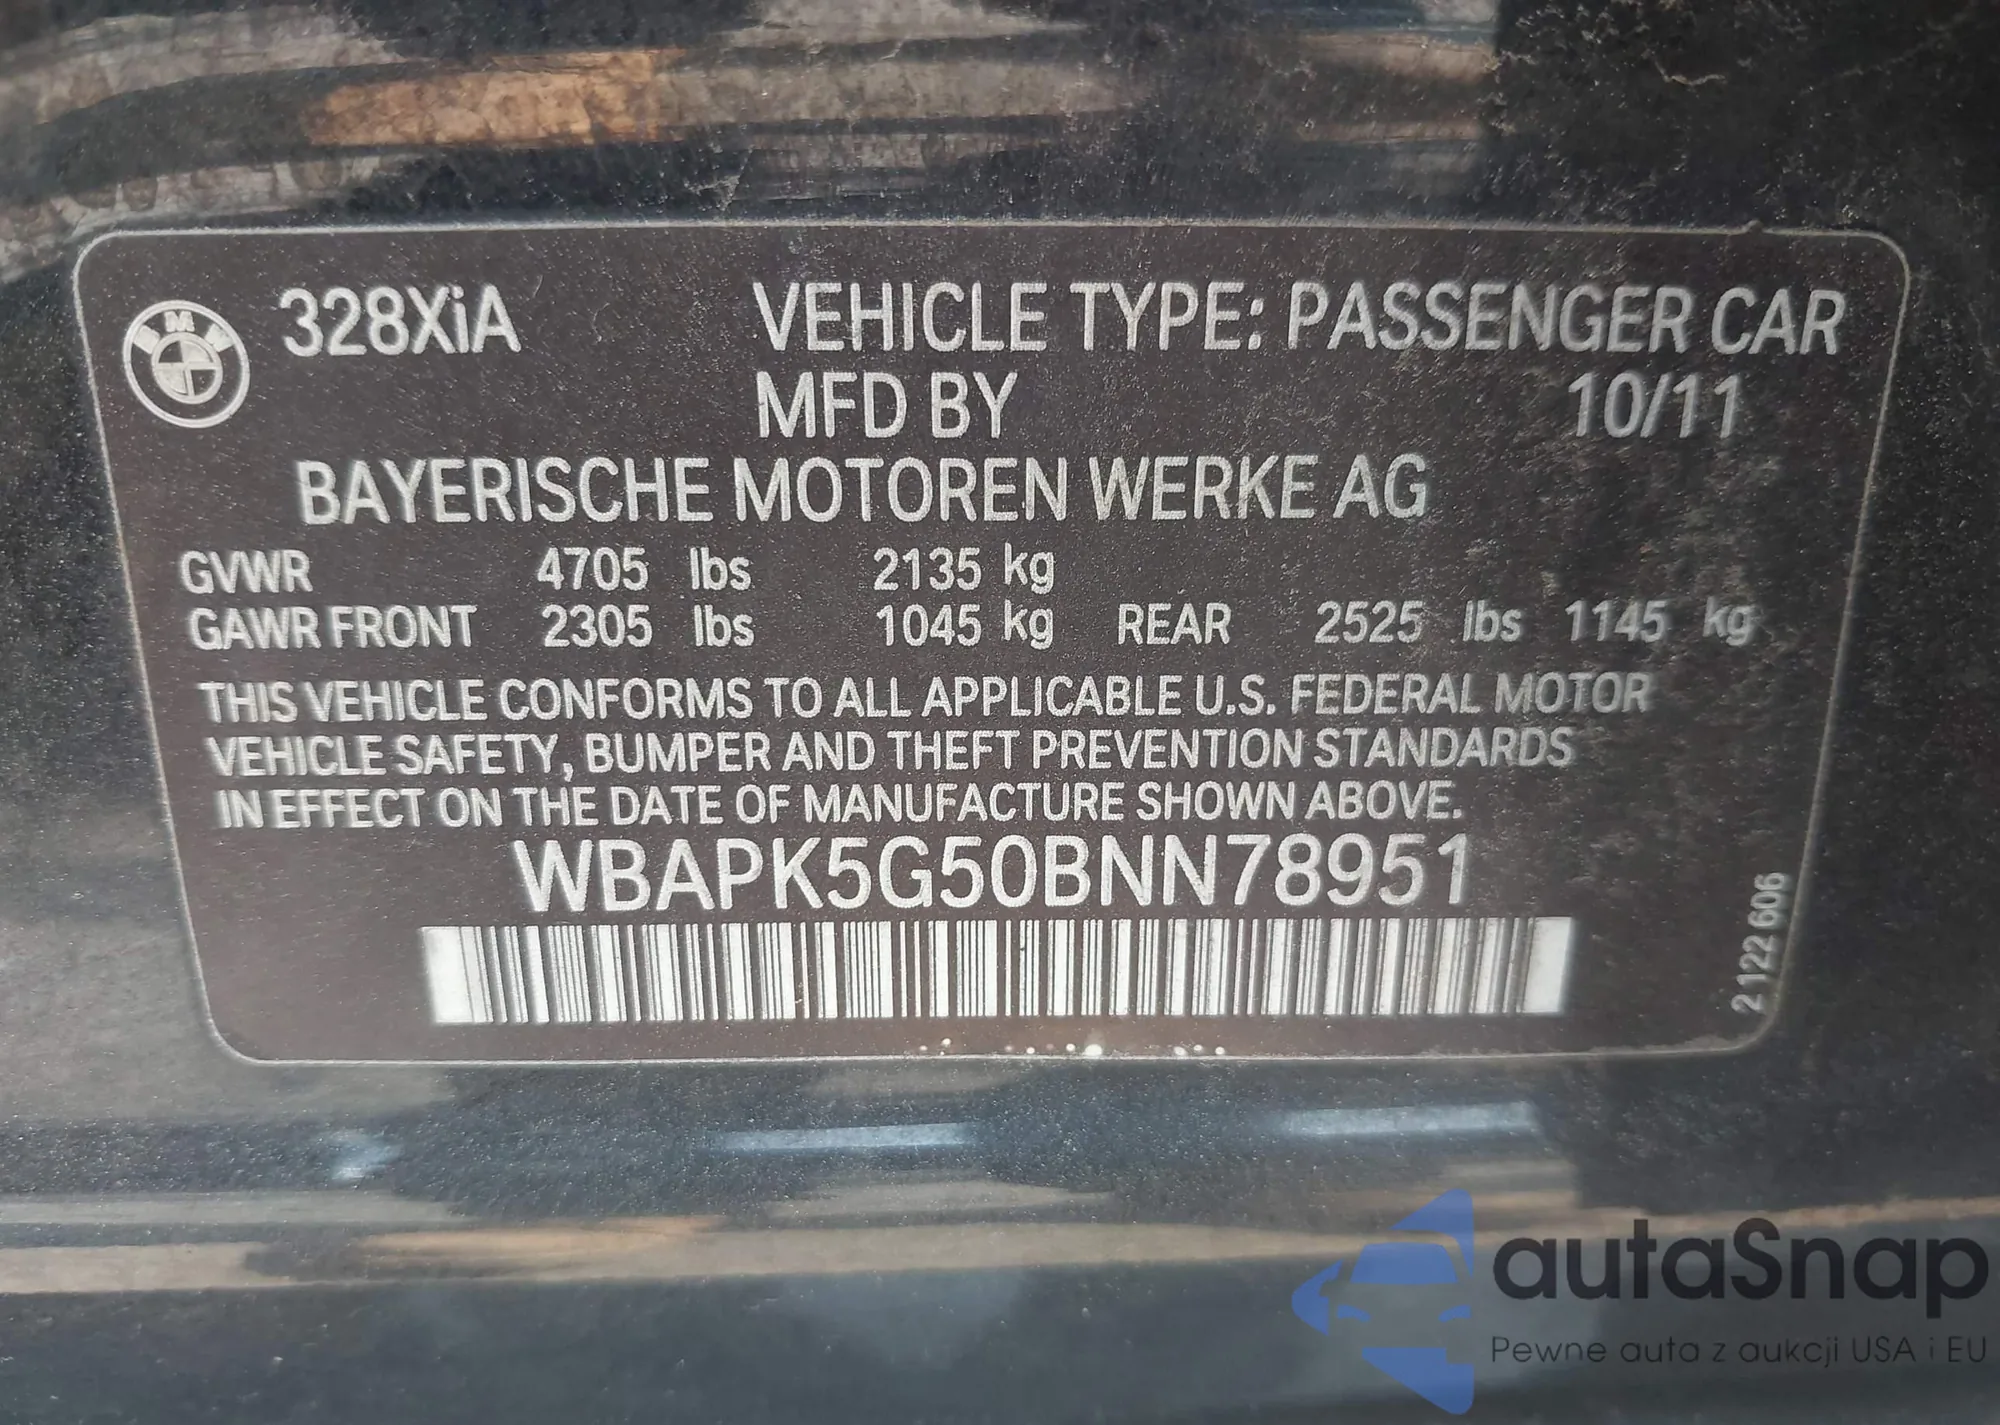 BMW
328XiA VEHICLE TYPE: PASSENGER CAR
MFD BY 10/11
BAYERISCHE MOTOREN WERKE AG
GVWR 4705 lbs 2135 kg
GAWR FRONT 2305 lbs 1045 kg REAR 2525 lbs 1145 kg
THIS VEHICLE CONFORMS TO ALL APPLICABLE U.S. FEDERAL MOTOR
VEHICLE SAFETY, BUMPER AND THEFT PREVENTION STANDARDS
IN EFFECT ON THE DATE OF MANUFACTURE SHOWN ABOVE.
WBAPK5G50BNN78951
2 122 606
autaSnap
Pewne auta z aukcji USA i EU